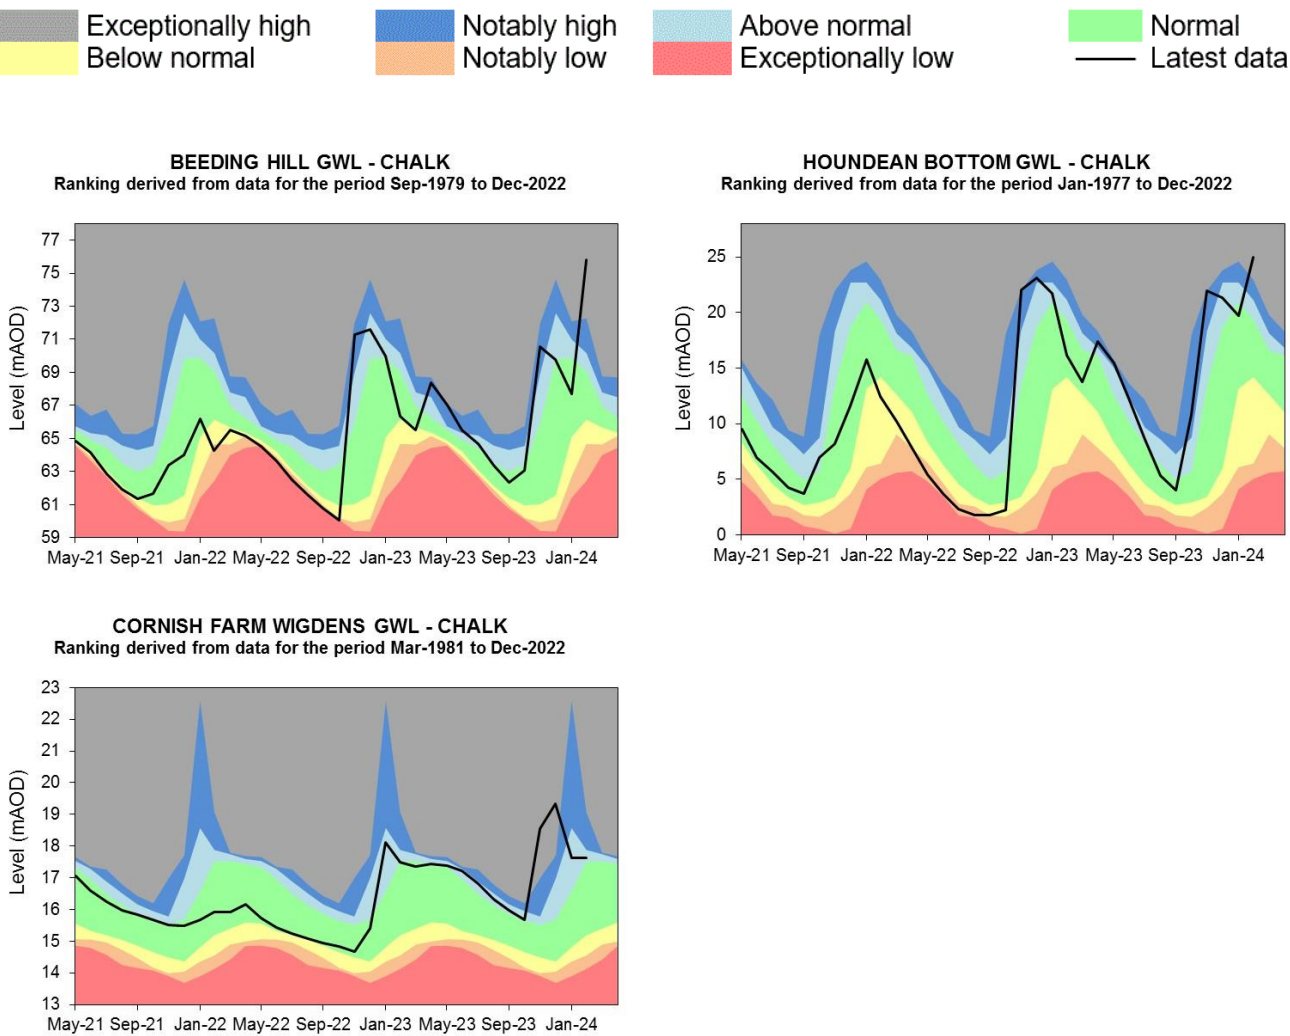 Exceptionally high Notably high Above normal Normal
Below normal Notably low Exceptionally low Latest data
BEEDING HILL GWL - CHALK
Ranking derived from data for the period Sep-1979 to Dec-2022
Level (mAOD)
77
75
73
71
69
67
65
63
61
59
May-21 Sep-21 Jan-22 May-22 Sep-22 Jan-23 May-23 Sep-23 Jan-24
HOUNDEAN BOTTOM GWL - CHALK
Ranking derived from data for the period Jan-1977 to Dec-2022
Level (mAOD)
25
20
15
10
5
0
May-21 Sep-21 Jan-22 May-22 Sep-22 Jan-23 May-23 Sep-23 Jan-24
CORNISH FARM WIGDENS GWL - CHALK
Ranking derived from data for the period Mar-1981 to Dec-2022
Level (mAOD)
23
22
21
20
19
18
17
16
15
14
13
May-21 Sep-21 Jan-22 May-22 Sep-22 Jan-23 May-23 Sep-23 Jan-24